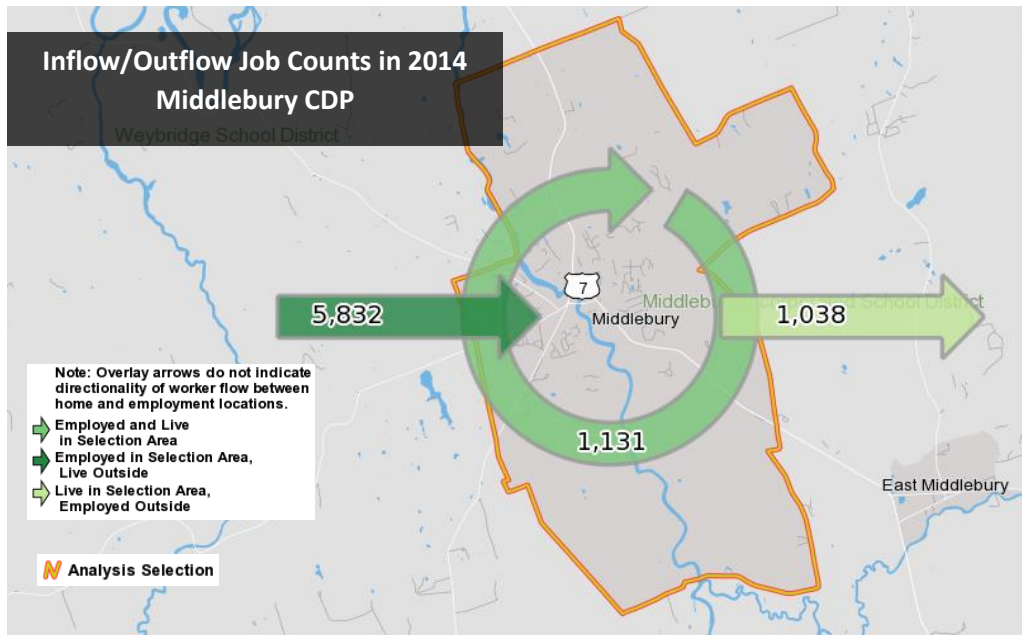 Inflow/Outflow Job Counts in 2014
Middlebury CDP
Weybridge School District
7
Middlebury
5,832
1,038
1,131
East Middlebury
Note: Overlay arrows do not indicate
directionality of worker flow between
home and employment locations.
Employed and Live
in Selection Area
Employed in Selection Area,
Live Outside
Live in Selection Area,
Employed Outside
Analysis Selection
School District